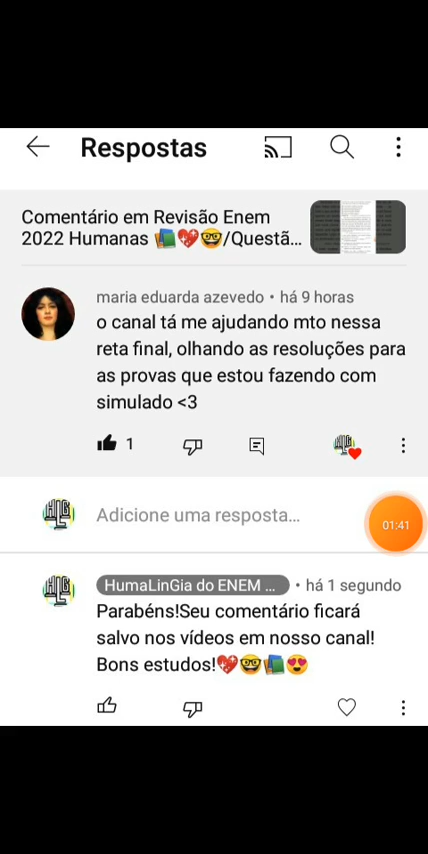 Respostas
Comentário em Revisão Enem
2022 Humanas 📚💖🤓/Questã...
maria eduarda azevedo • há 9 horas
o canal tá me ajudando mto nessa
reta final, olhando as resoluções para
as provas que estou fazendo com
simulado <3
1
Adicione uma resposta...
01:41
HumaLinGia do ENEM ... • há 1 segundo
Parabéns!Seu comentário ficará
salvo nos vídeos em nosso canal!
Bons estudos!💖🤓📚😍